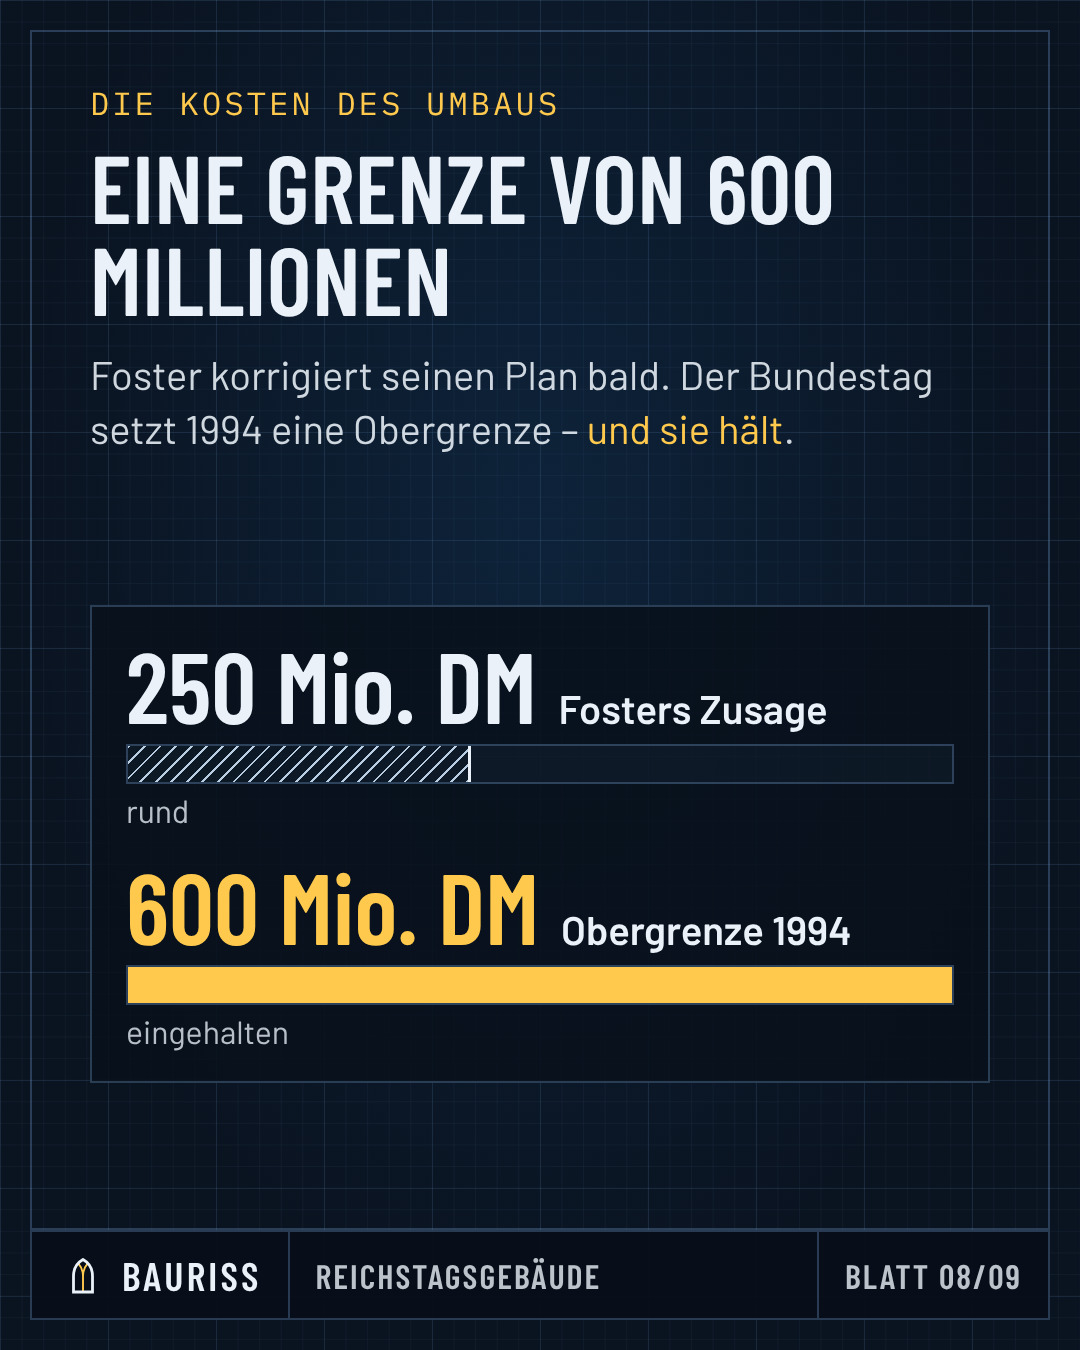 DIE KOSTEN DES UMBAUS
EINE GRENZE VON 600
MILLIONEN
Foster korrigiert seinen Plan bald. Der Bundestag
setzt 1994 eine Obergrenze – und sie hält.
250 Mio. DM Fosters Zusage
rund
600 Mio. DM Obergrenze 1994
eingehalten
BAURISS
REICHSTAGSGEBÄUDE
BLATT 08/09